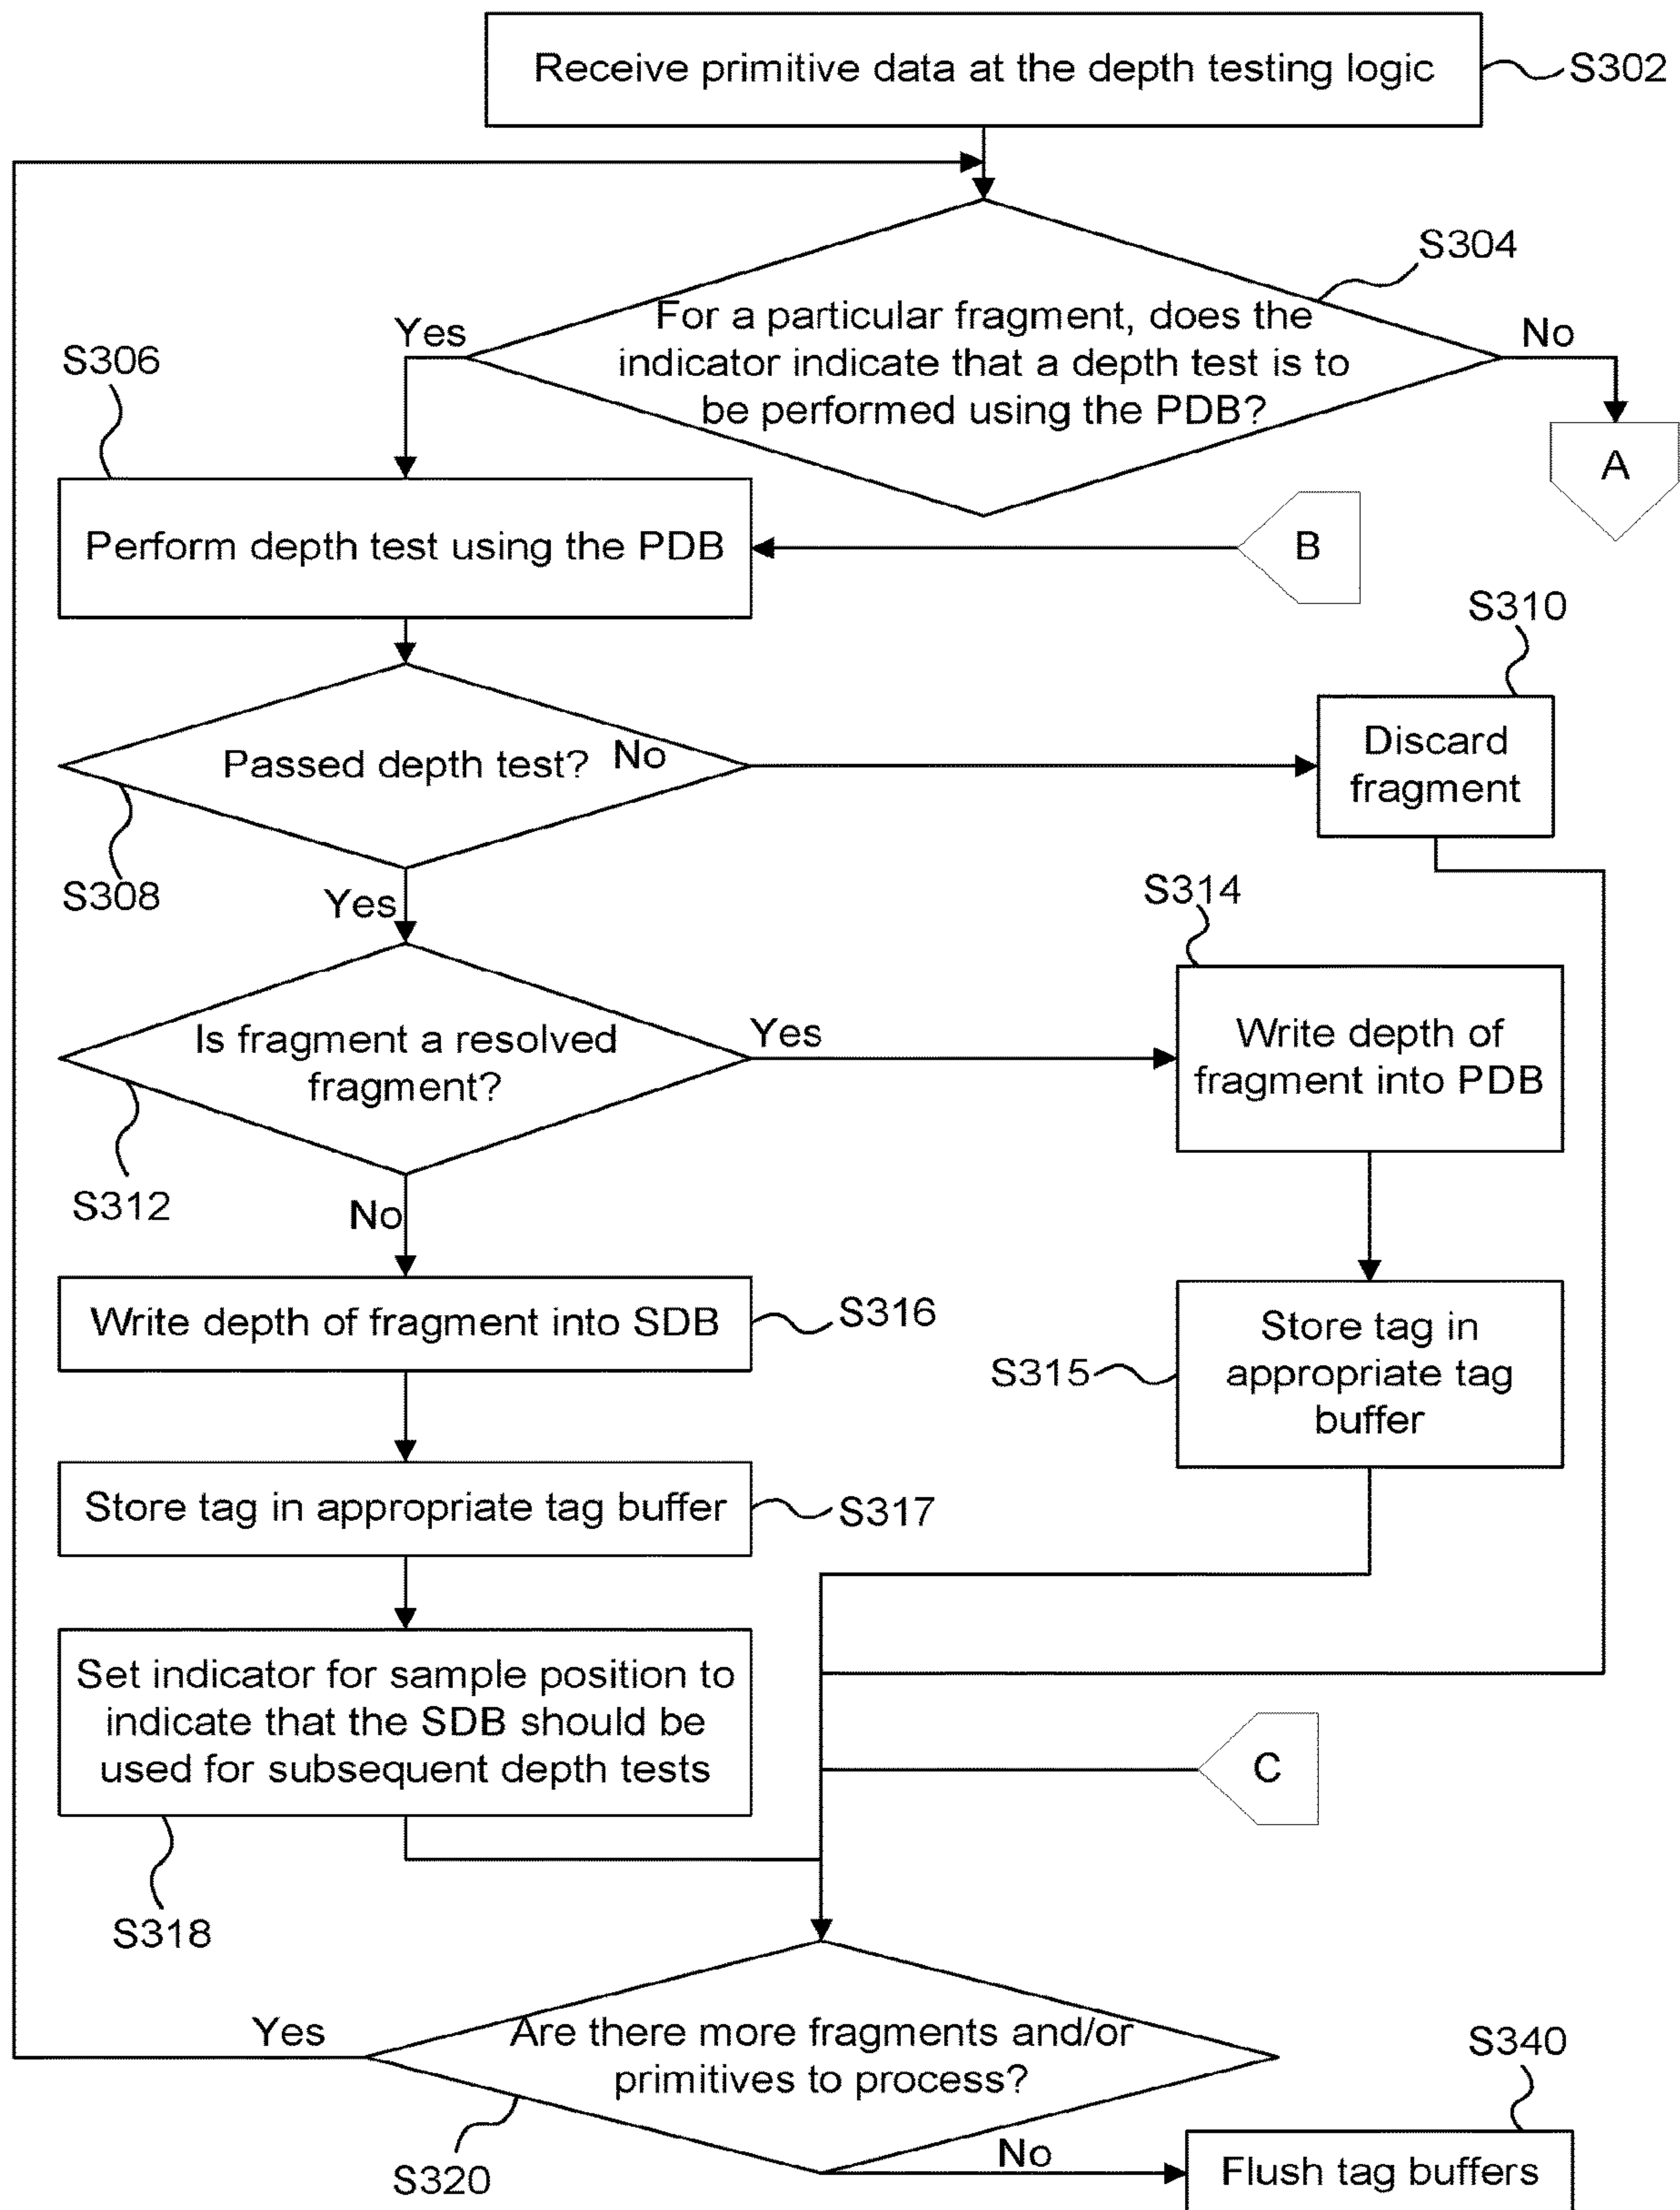 Receive primitive data at the depth testing logic
S302
S304
For a particular fragment, does the
indicator indicate that a depth test is to
be performed using the PDB?
Yes
No
S306
A
Perform depth test using the PDB
B
S310
Passed depth test?
No
Discard
fragment
S308
Yes
S314
Is fragment a resolved
fragment?
Yes
Write depth of
fragment into PDB
S312
No
Write depth of fragment into SDB
S316
Store tag in
appropriate tag
buffer
S315
Store tag in appropriate tag buffer
S317
Set indicator for sample position to
indicate that the SDB should be
used for subsequent depth tests
C
S318
Yes
Are there more fragments and/or
primitives to process?
S340
S320
No
Flush tag buffers